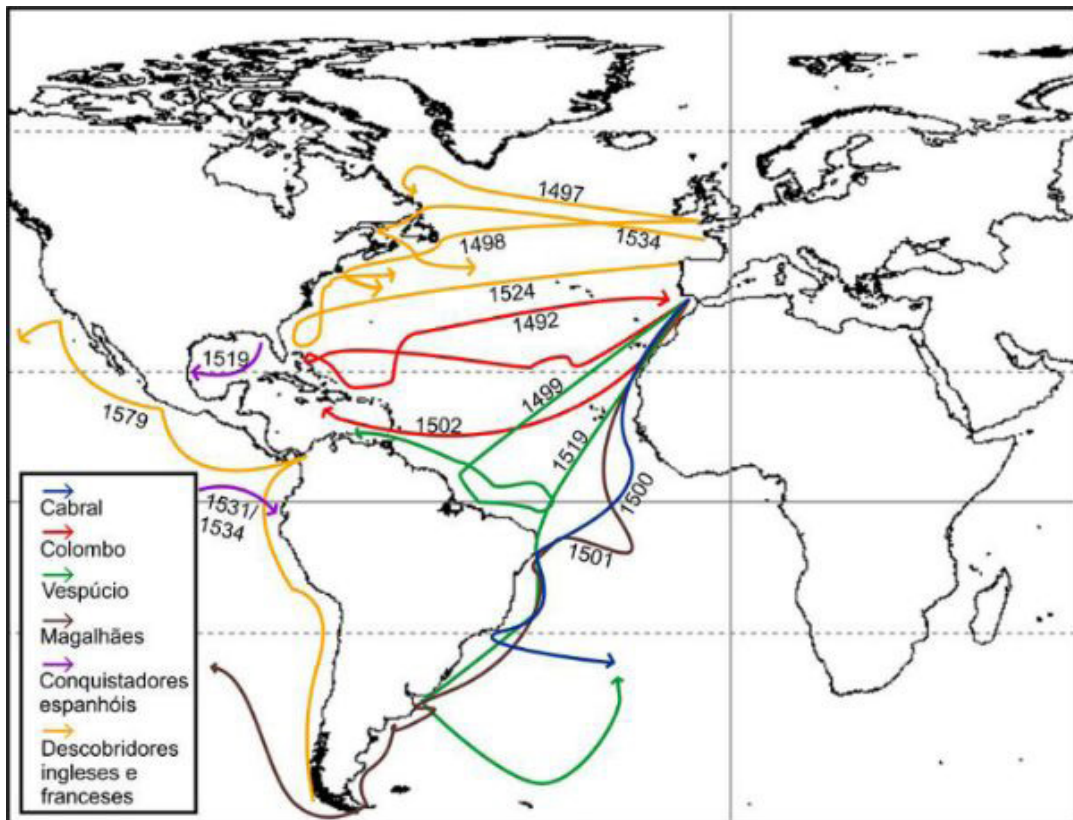 1497
1498
1534
1524
1492
1519
1499
1579
1502
1519
1500
1531/
1534
1501
Cabral
Colombo
Vespúcio
Magalhães
Conquistadores
espanhóis
Descobridores
ingleses e
franceses